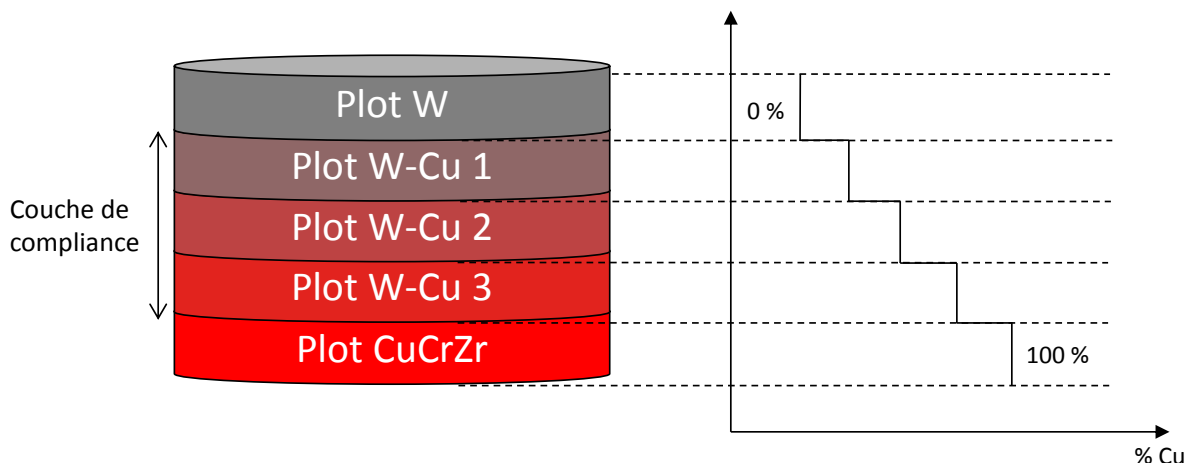 Plot W
Plot W-Cu 1
Plot W-Cu 2
Plot W-Cu 3
Plot CuCrZr
Couche de
compliance
0 %
100 %
% Cu